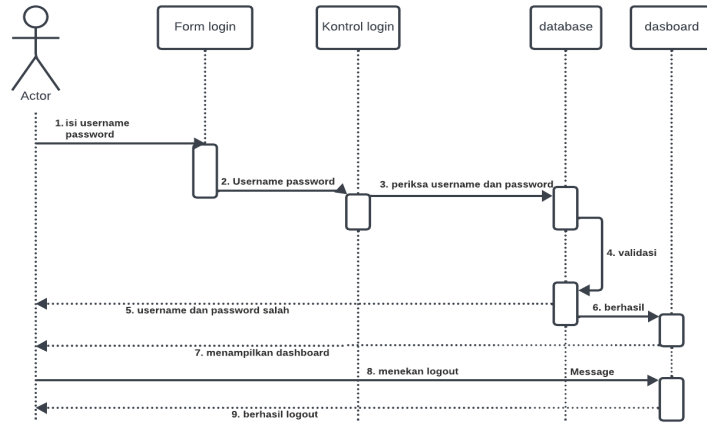 Form login
Kontrol login
database
dasboard
Actor
1. isi username
password
2. Username password
3. periksa username dan password
4. validasi
5. username dan password salah
6. berhasil
7. menampilkan dashboard
8. menekan logout
Message
9. berhasil logout